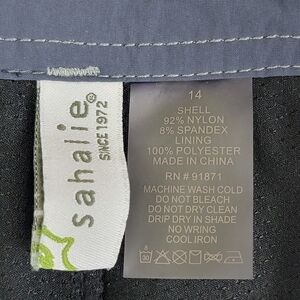 sahalie®
SINCE 1972
14
SHELL
92% NYLON
8% SPANDEX
LINING
100% POLYESTER
MADE IN CHINA
RN # 91871
MACHINE WASH COLD
DO NOT BLEACH
DO NOT DRY CLEAN
DRIP DRY IN SHADE
NO WRING
COOL IRON
30